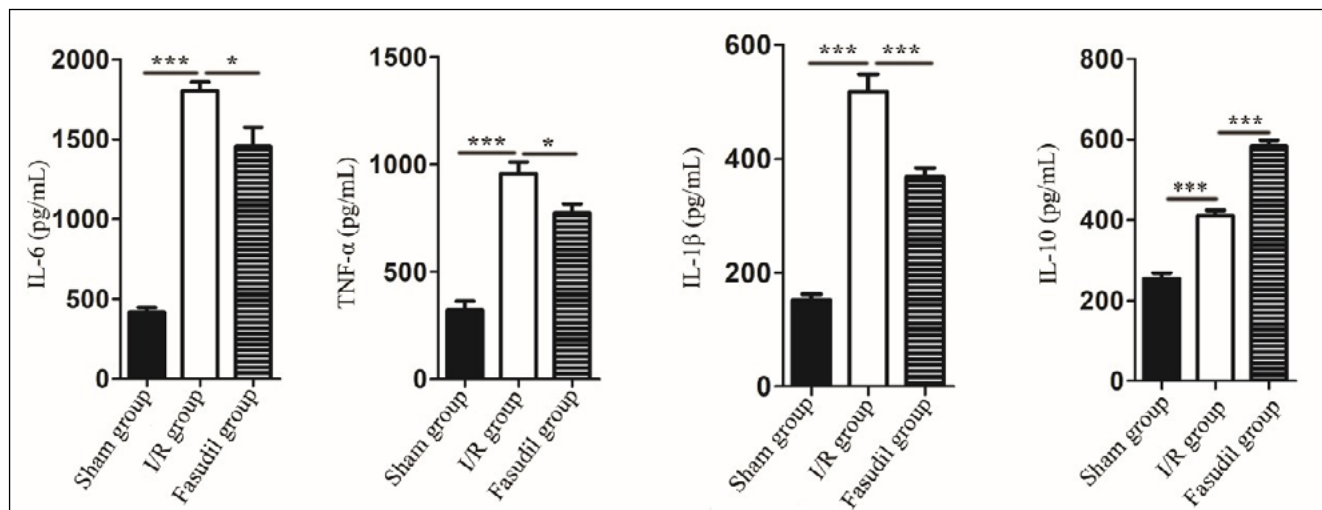 IL-6 (pg/mL)
2000
1500
1000
500
0
***
*
Sham group
I/R group
Fasudil group
TNF-α (pg/mL)
1500
1000
500
0
***
*
Sham group
I/R group
Fasudil group
IL-1β (pg/mL)
600
400
200
0
***
***
Sham group
I/R group
Fasudil group
IL-10 (pg/mL)
800
600
400
200
0
***
***
Sham group
I/R group
Fasudil group